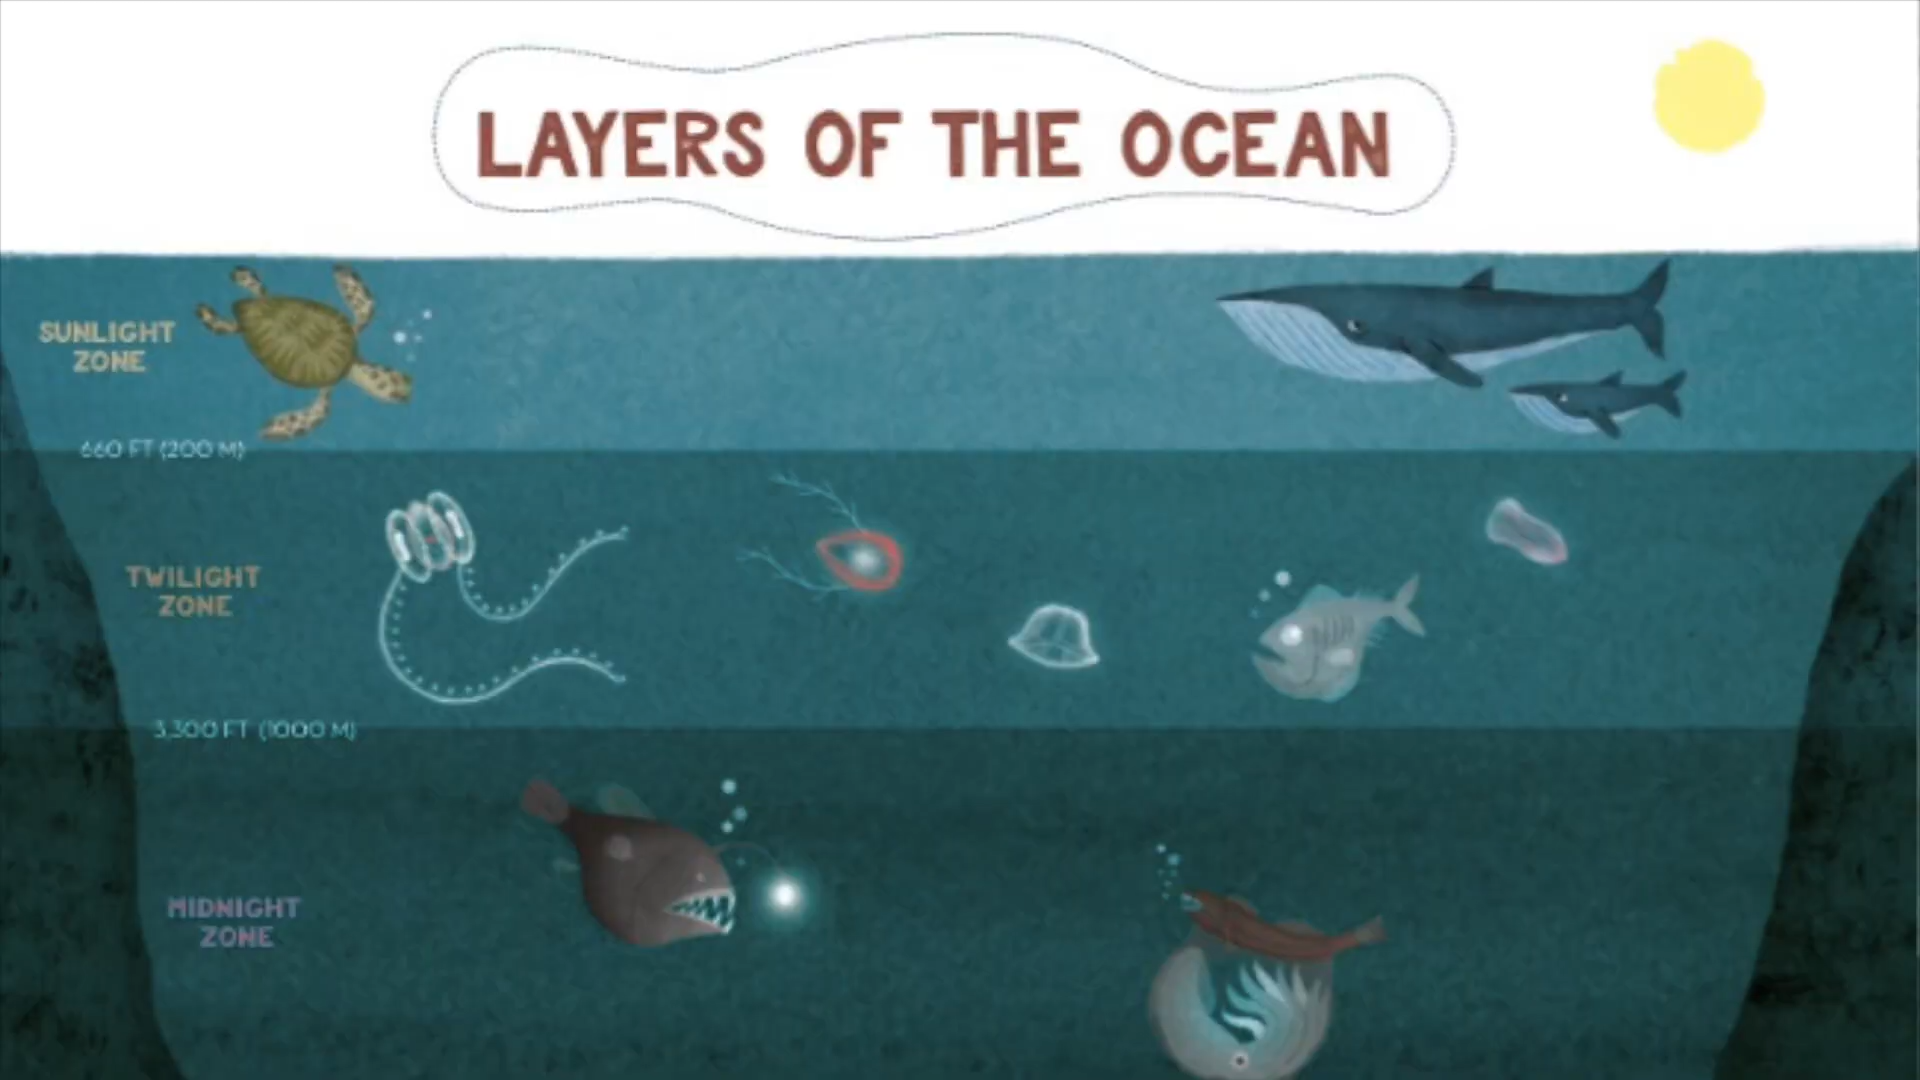 LAYERS OF THE OCEAN
SUNLIGHT
ZONE
660 FT (200 M)
TWILIGHT
ZONE
3,300 FT (1000 M)
MIDNIGHT
ZONE